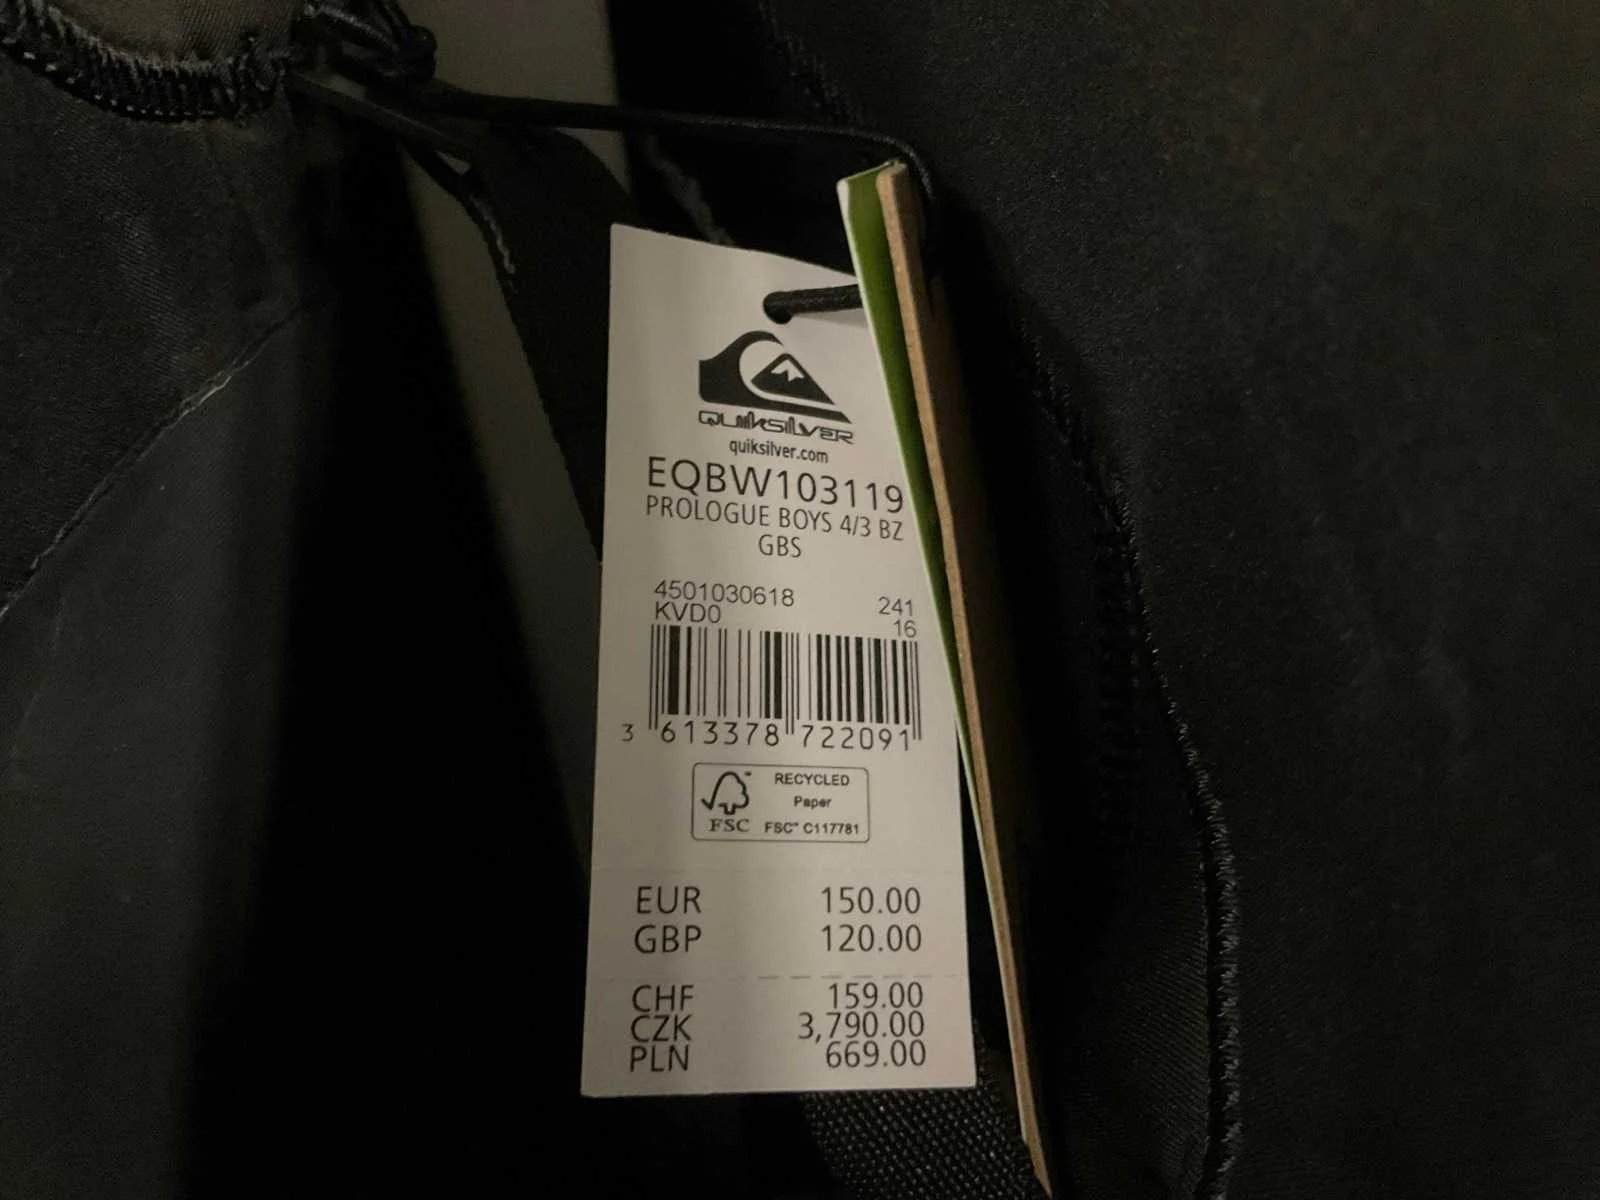 QUIKSILVER
quiksilver.com
EQBW103119
PROLOGUE BOYS 4/3 BZ
GBS
4501030618 241
KVD0 16
3 613378 722091
RECYCLED
Paper
FSC FSC™ C117781
EUR 150.00
GBP 120.00
CHF 159.00
CZK 3,790.00
PLN 669.00